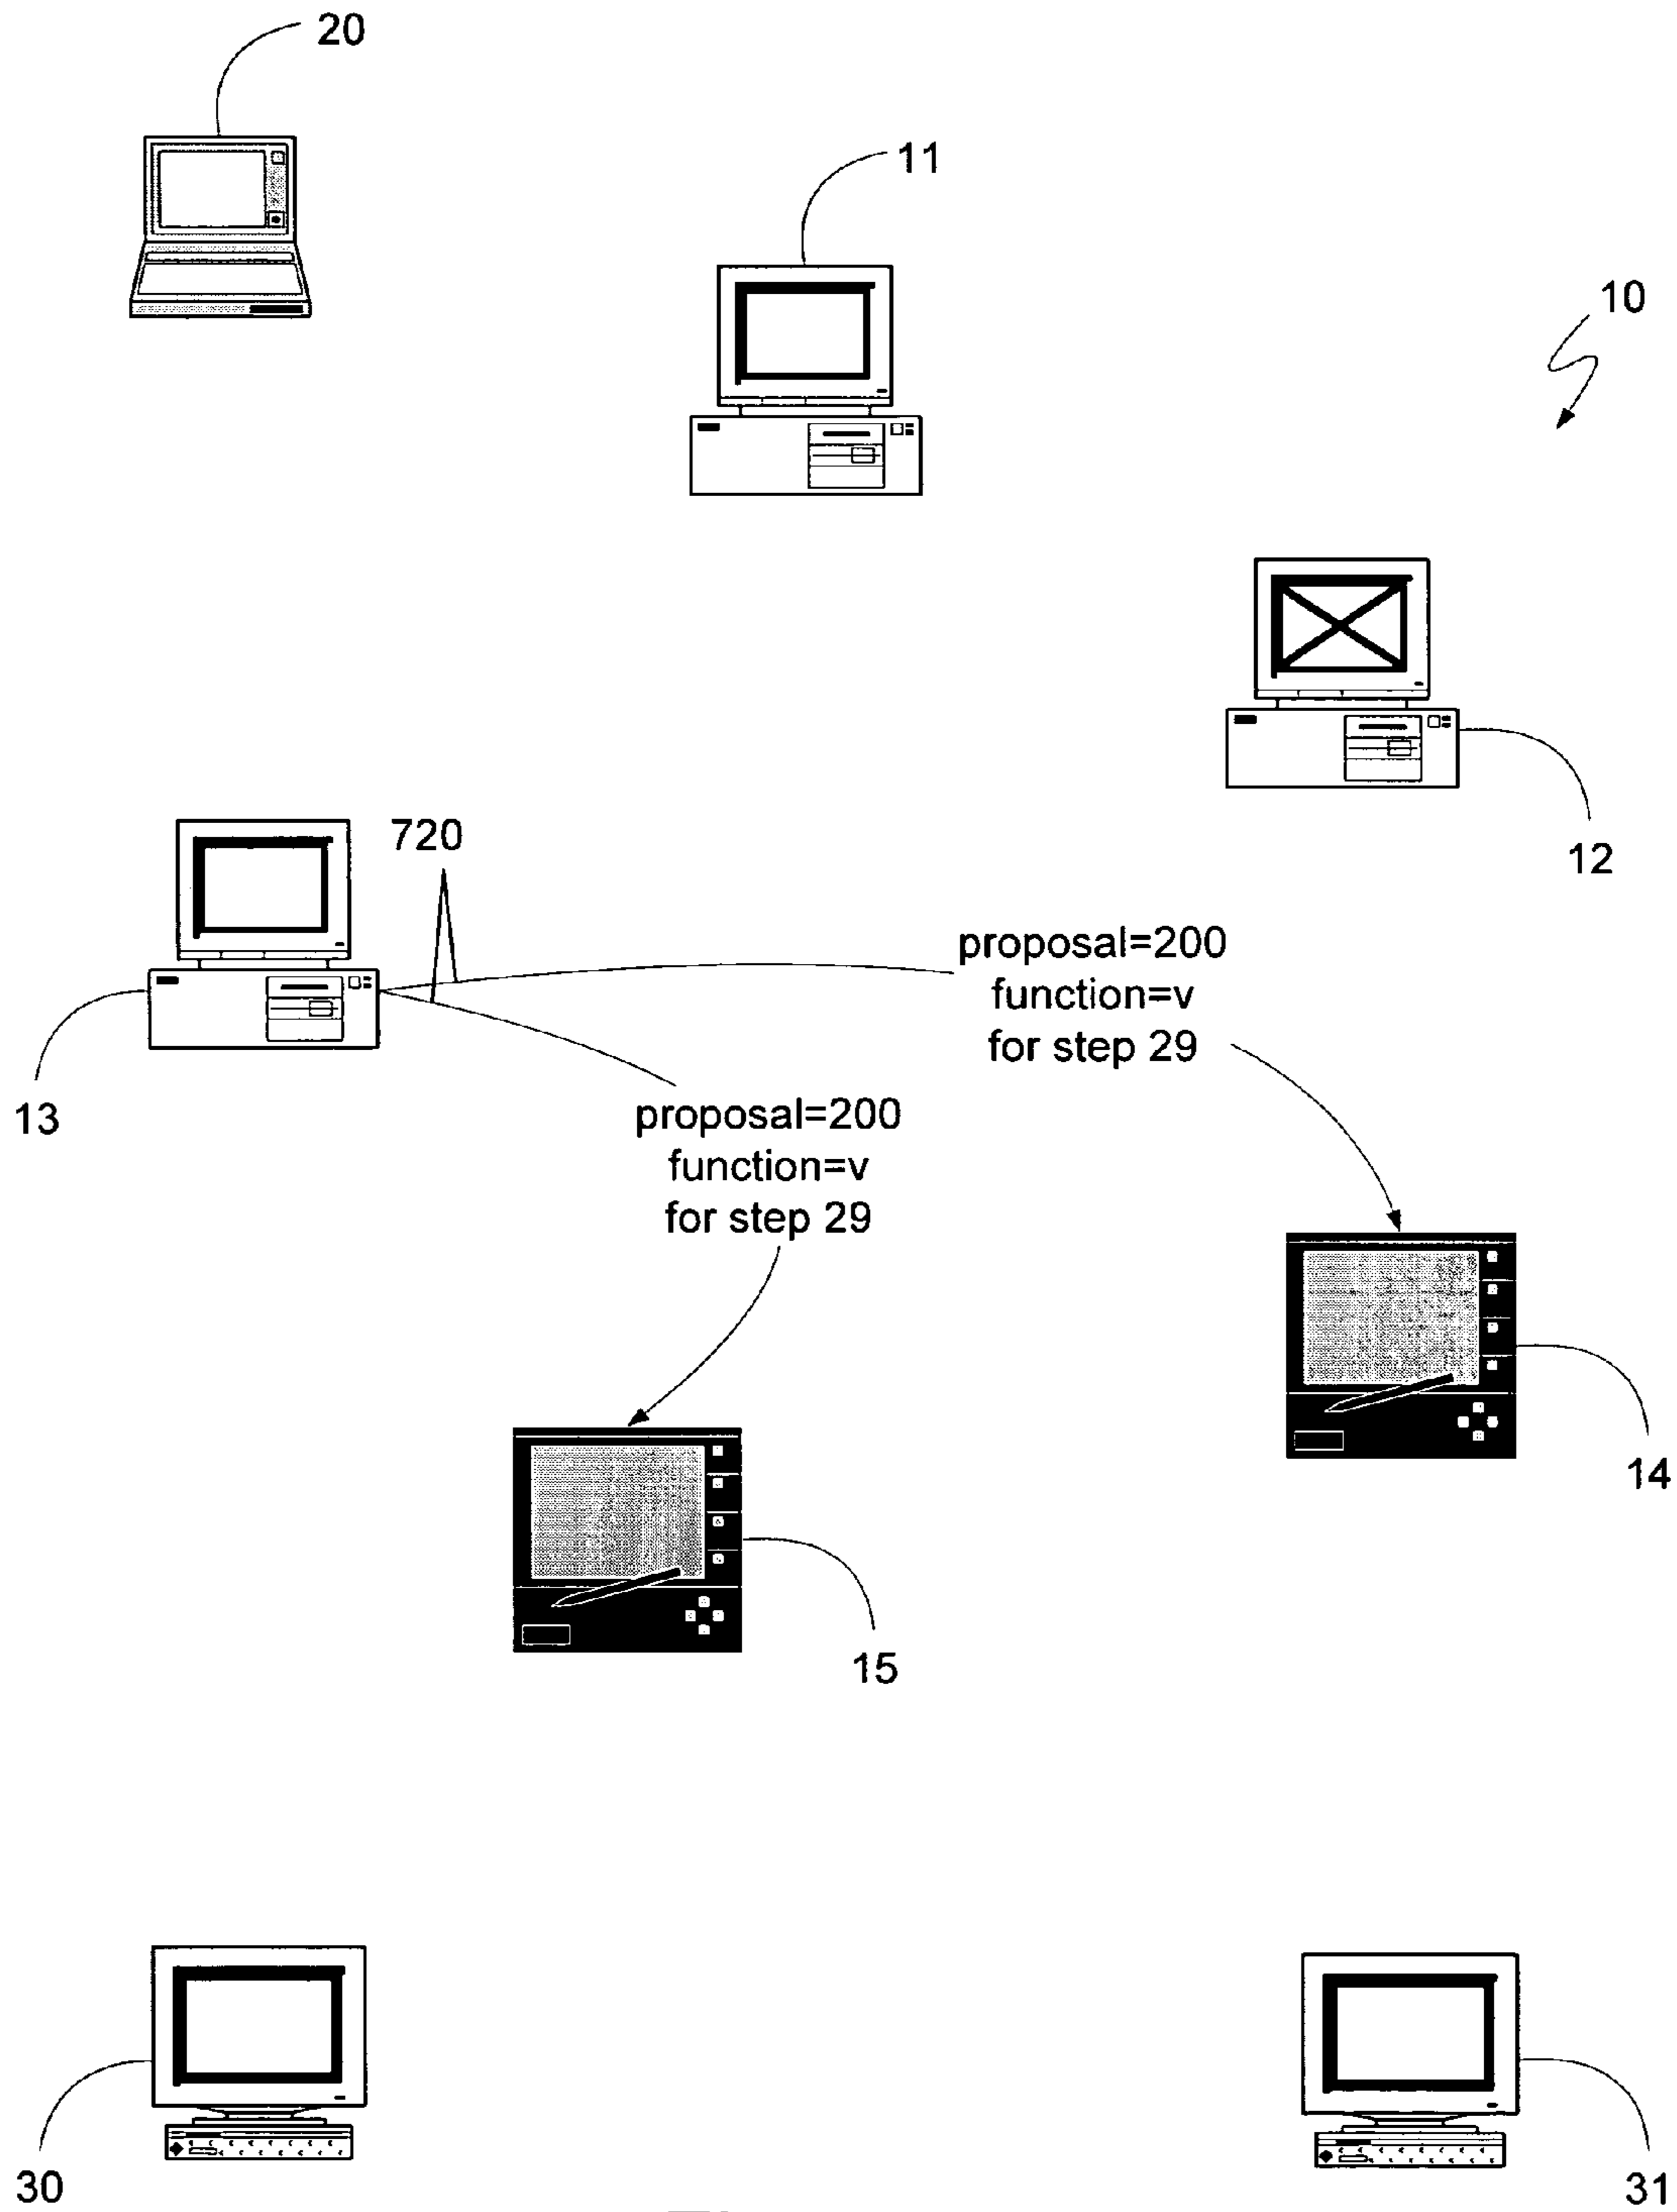 20
11
10
12
720
proposal=200
function=v
for step 29
13
proposal=200
function=v
for step 29
14
15
30
31